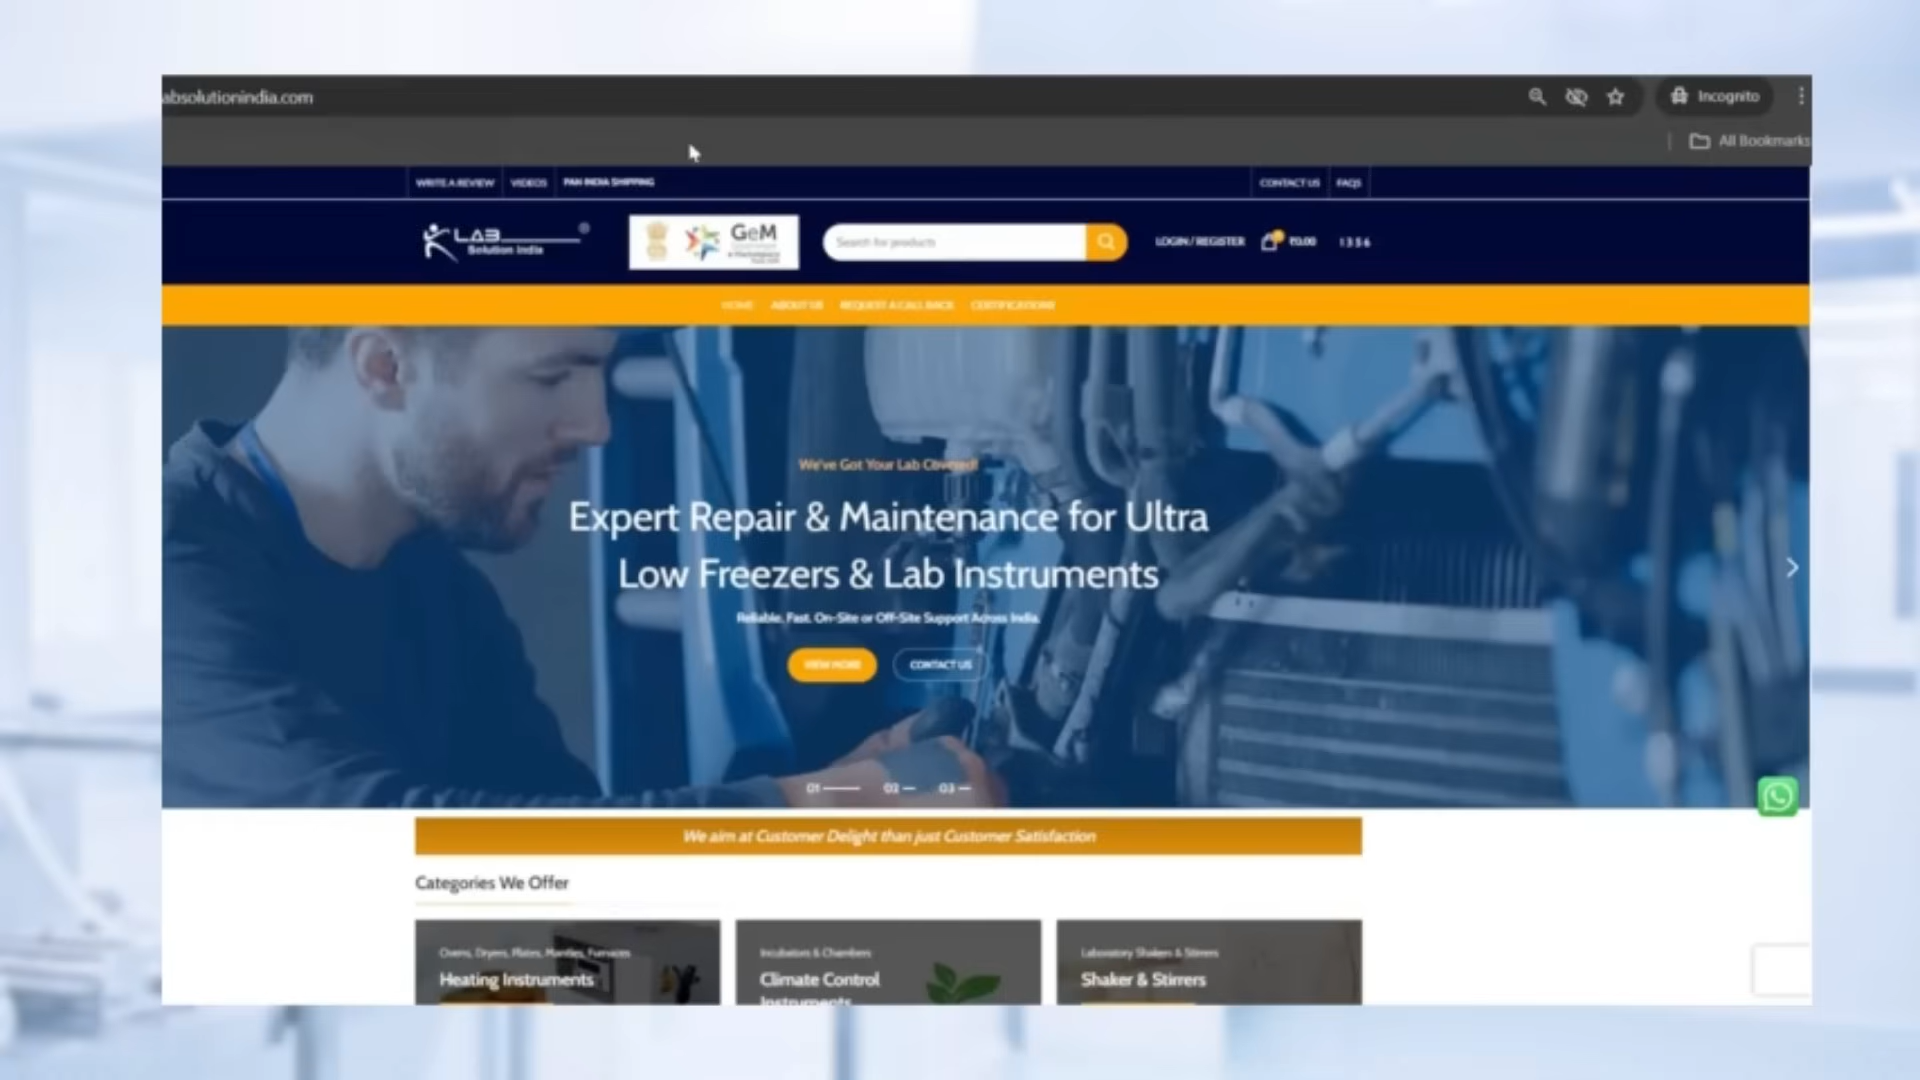 absolutionindia.com
Incognito
All Bookmarks
WRITE A REVIEW VIDEOS PAN INDIA SHIPPING CONTACT US FAQS
LAB
Solution India
GeM
Search for products
LOGIN / REGISTER
0
₹0.00
1356
HOME ABOUT US REQUEST A CALL BACK CERTIFICATIONS
We've Got Your Lab Covered!
Expert Repair & Maintenance for Ultra
Low Freezers & Lab Instruments
Reliable, Fast. On-Site or Off-Site Support Across India.
VIEW MORE CONTACT US
01 02 03
We aim at Customer Delight than just Customer Satisfaction
Categories We Offer
Ovens, Dryers, Plates, Mantles, Furnaces
Heating Instruments
Incubators & Chambers
Climate Control
Instruments
Laboratory Shakers & Stirrers
Shaker & Stirrers